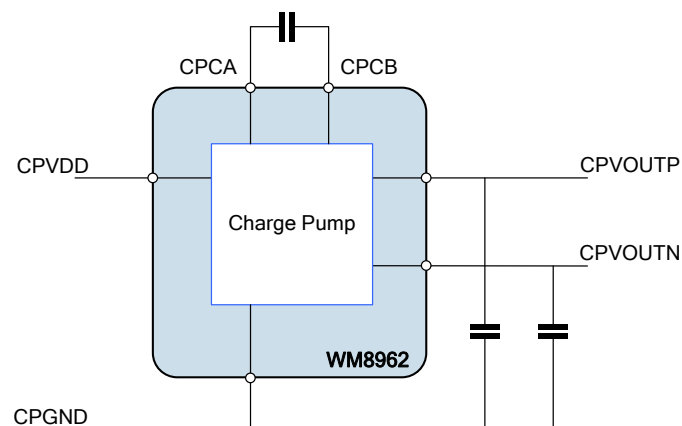 CPCA
CPCB
CPVDD
CPVOUTP
Charge Pump
CPVOUTN
WM8962
CPGND